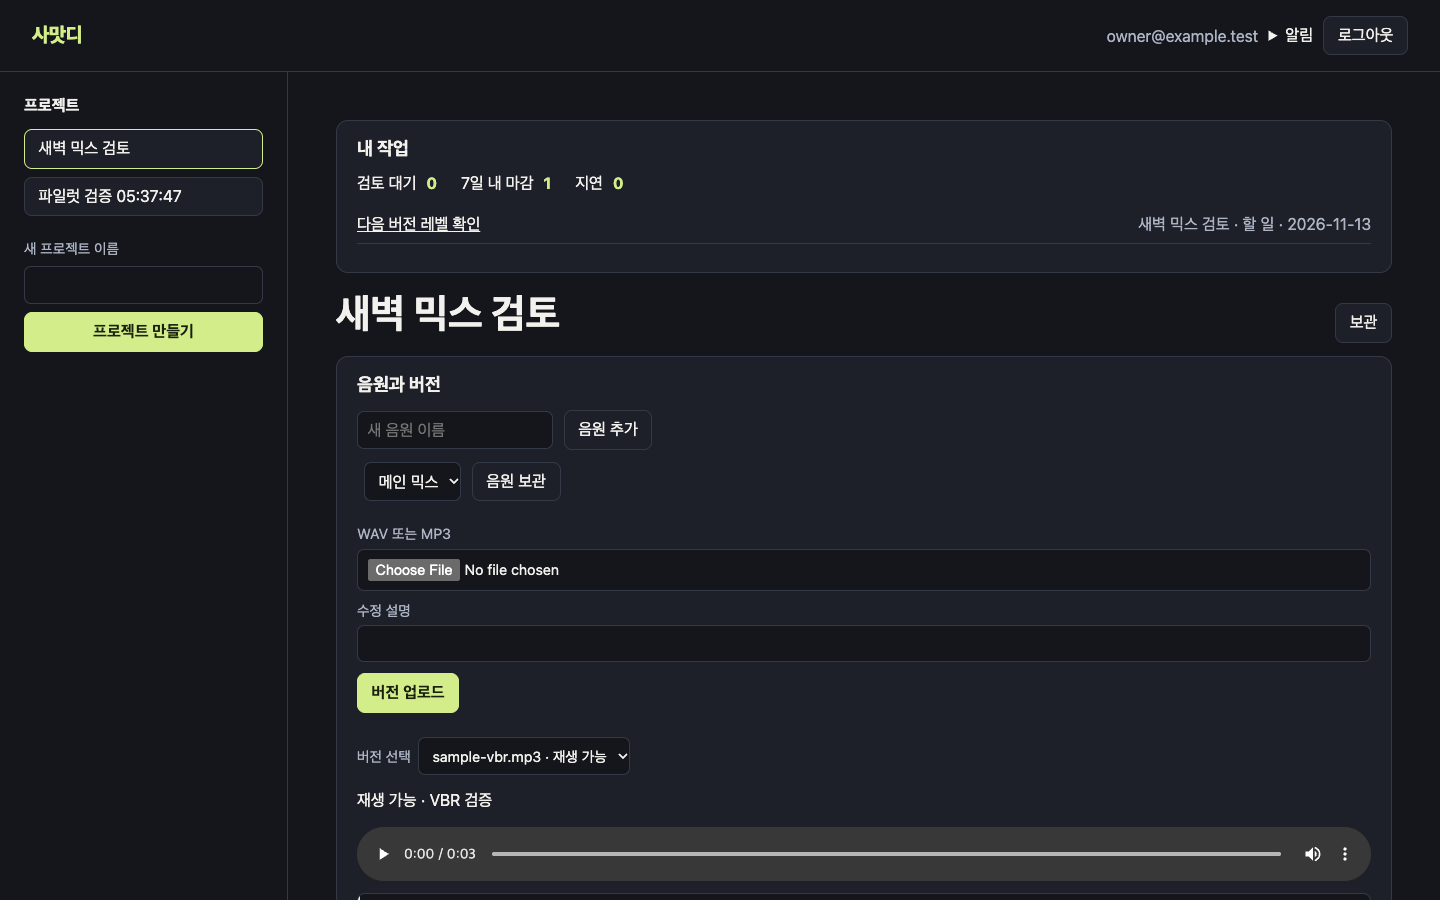 사맛디
owner@example.test ▶ 알림 로그아웃
프로젝트
새벽 믹스 검토
파일럿 검증 05:37:47
새 프로젝트 이름
프로젝트 만들기
내 작업
검토 대기 0 7일 내 마감 1 지연 0
다음 버전 레벨 확인 새벽 믹스 검토 · 할 일 · 2026-11-13
새벽 믹스 검토 보관
음원과 버전
새 음원 이름 음원 추가
메인 믹스 음원 보관
WAV 또는 MP3
Choose File No file chosen
수정 설명
버전 업로드
버전 선택 sample-vbr.mp3 · 재생 가능
재생 가능 · VBR 검증
0:00 / 0:03